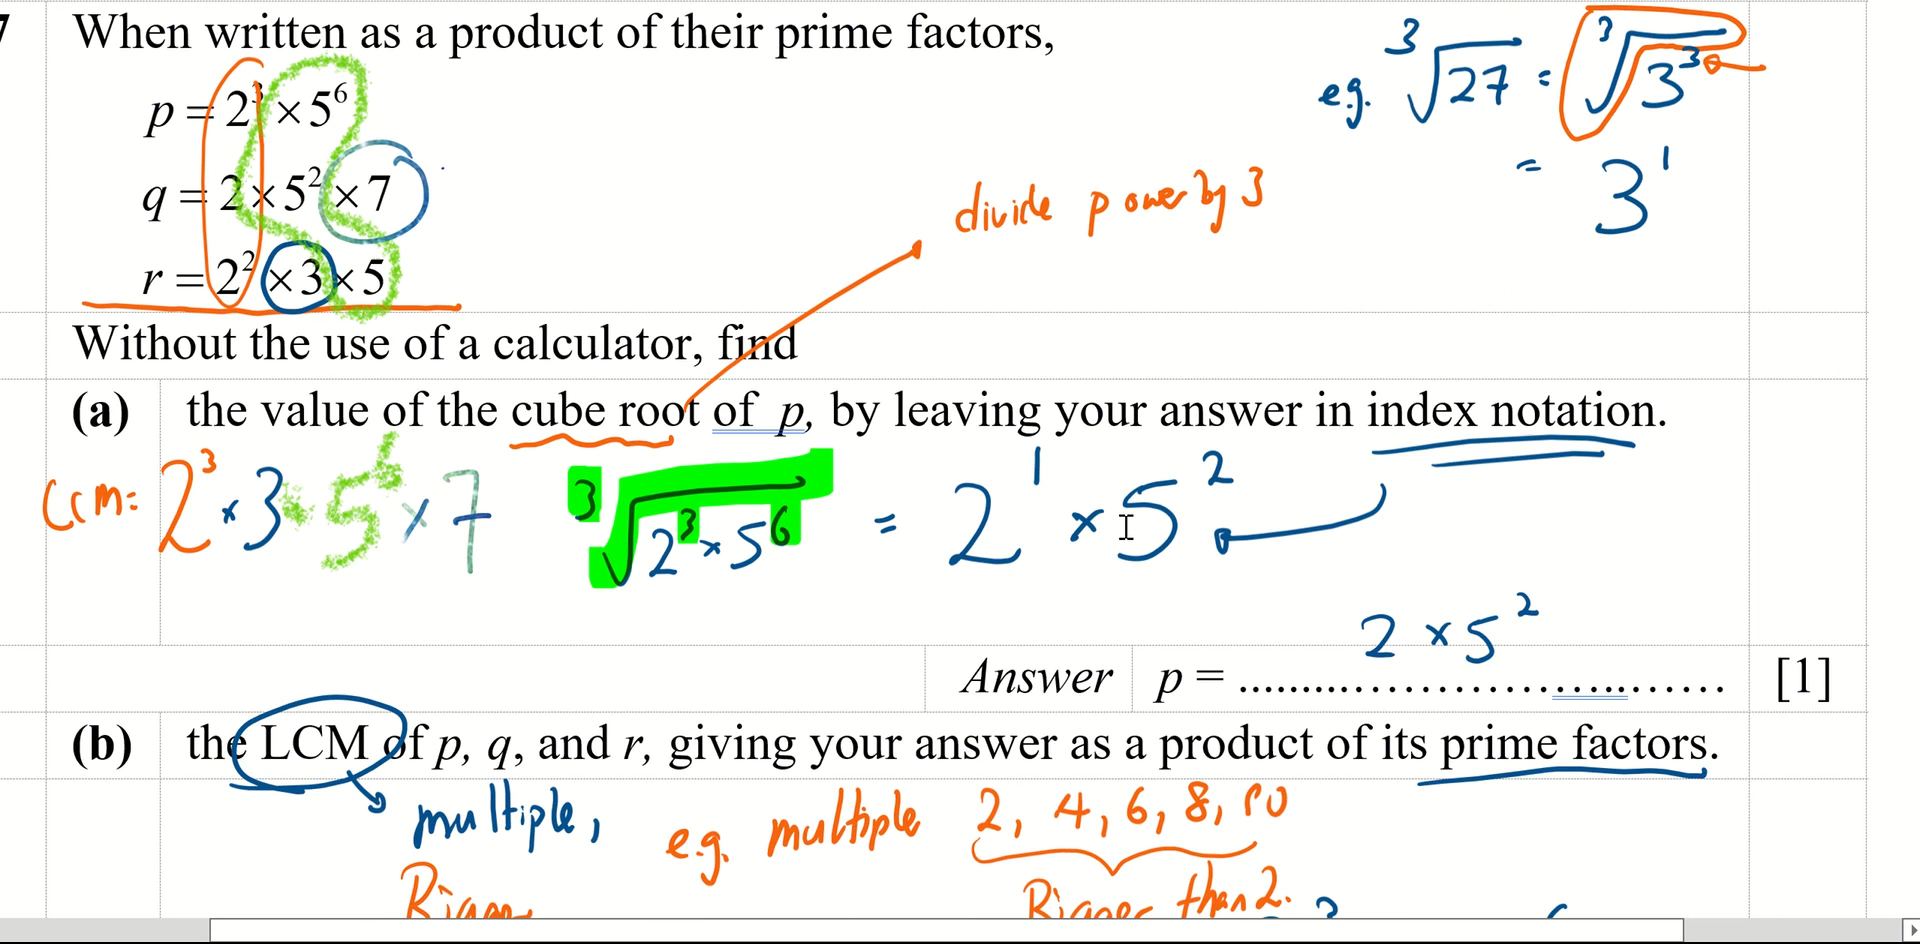 7 When written as a product of their prime factors,
p = 2³ × 5⁶
q = 2 × 5² × 7
r = 2² × 3 × 5
e.g. ³√27 = ³√3³
= 3¹
divide power by 3
Without the use of a calculator, find
(a) the value of the cube root of p, by leaving your answer in index notation.
LCM: 2³ × 3 × 5⁶ × 7
³√2³ × 5⁶ = 2¹ × 5²
2 × 5²
Answer p = .................................... [1]
(b) the LCM of p, q, and r, giving your answer as a product of its prime factors.
multiple, e.g. multiple 2, 4, 6, 8, 10
Bigger Bigger than 2.